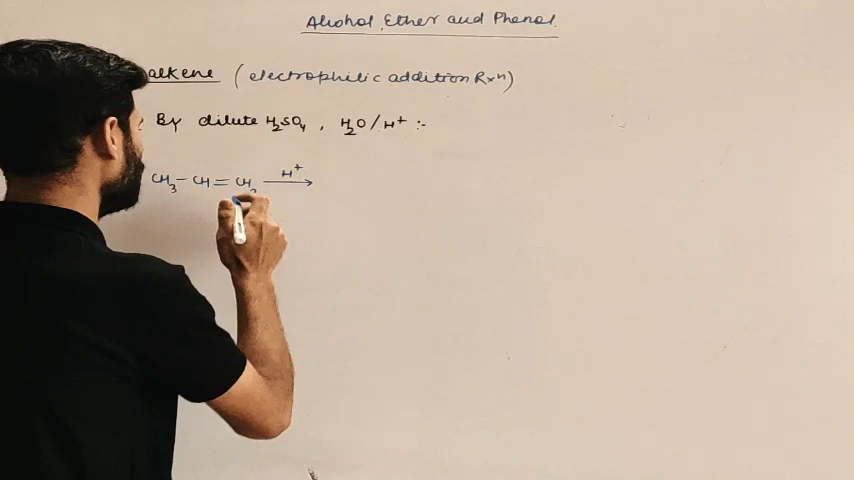 Alcohol, Ether and Phenol.
alkene (electrophilic addition Rxn)
By dilute H2SO4, H2O/H+ :-
CH3-CH=CH2 H+ →